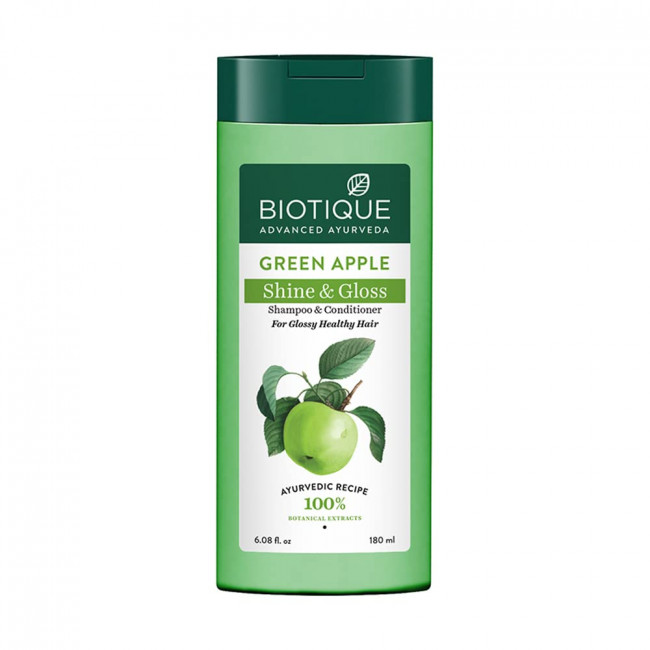 BIOTIQUE
ADVANCED AYURVEDA
GREEN APPLE
Shine & Gloss
Shampoo & Conditioner
For Glossy Healthy Hair
AYURVEDIC RECIPE
100%
BOTANICAL EXTRACTS
6.08 fl. oz 180 ml